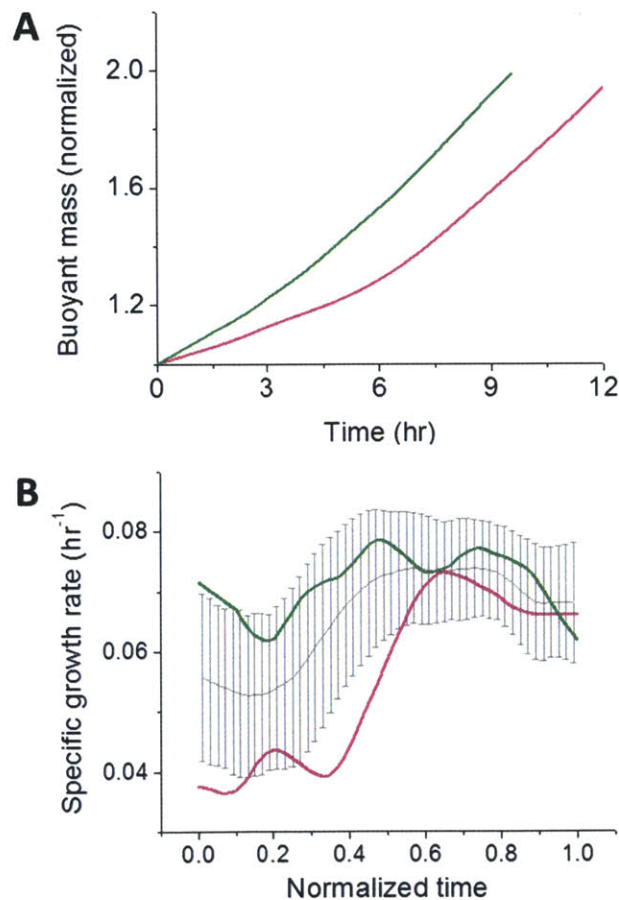 A
Buoyant mass (normalized)
2.0
1.6
1.2
0 3 6 9 12
Time (hr)
B
Specific growth rate (hr⁻¹)
0.08
0.06
0.04
0.0 0.2 0.4 0.6 0.8 1.0
Normalized time